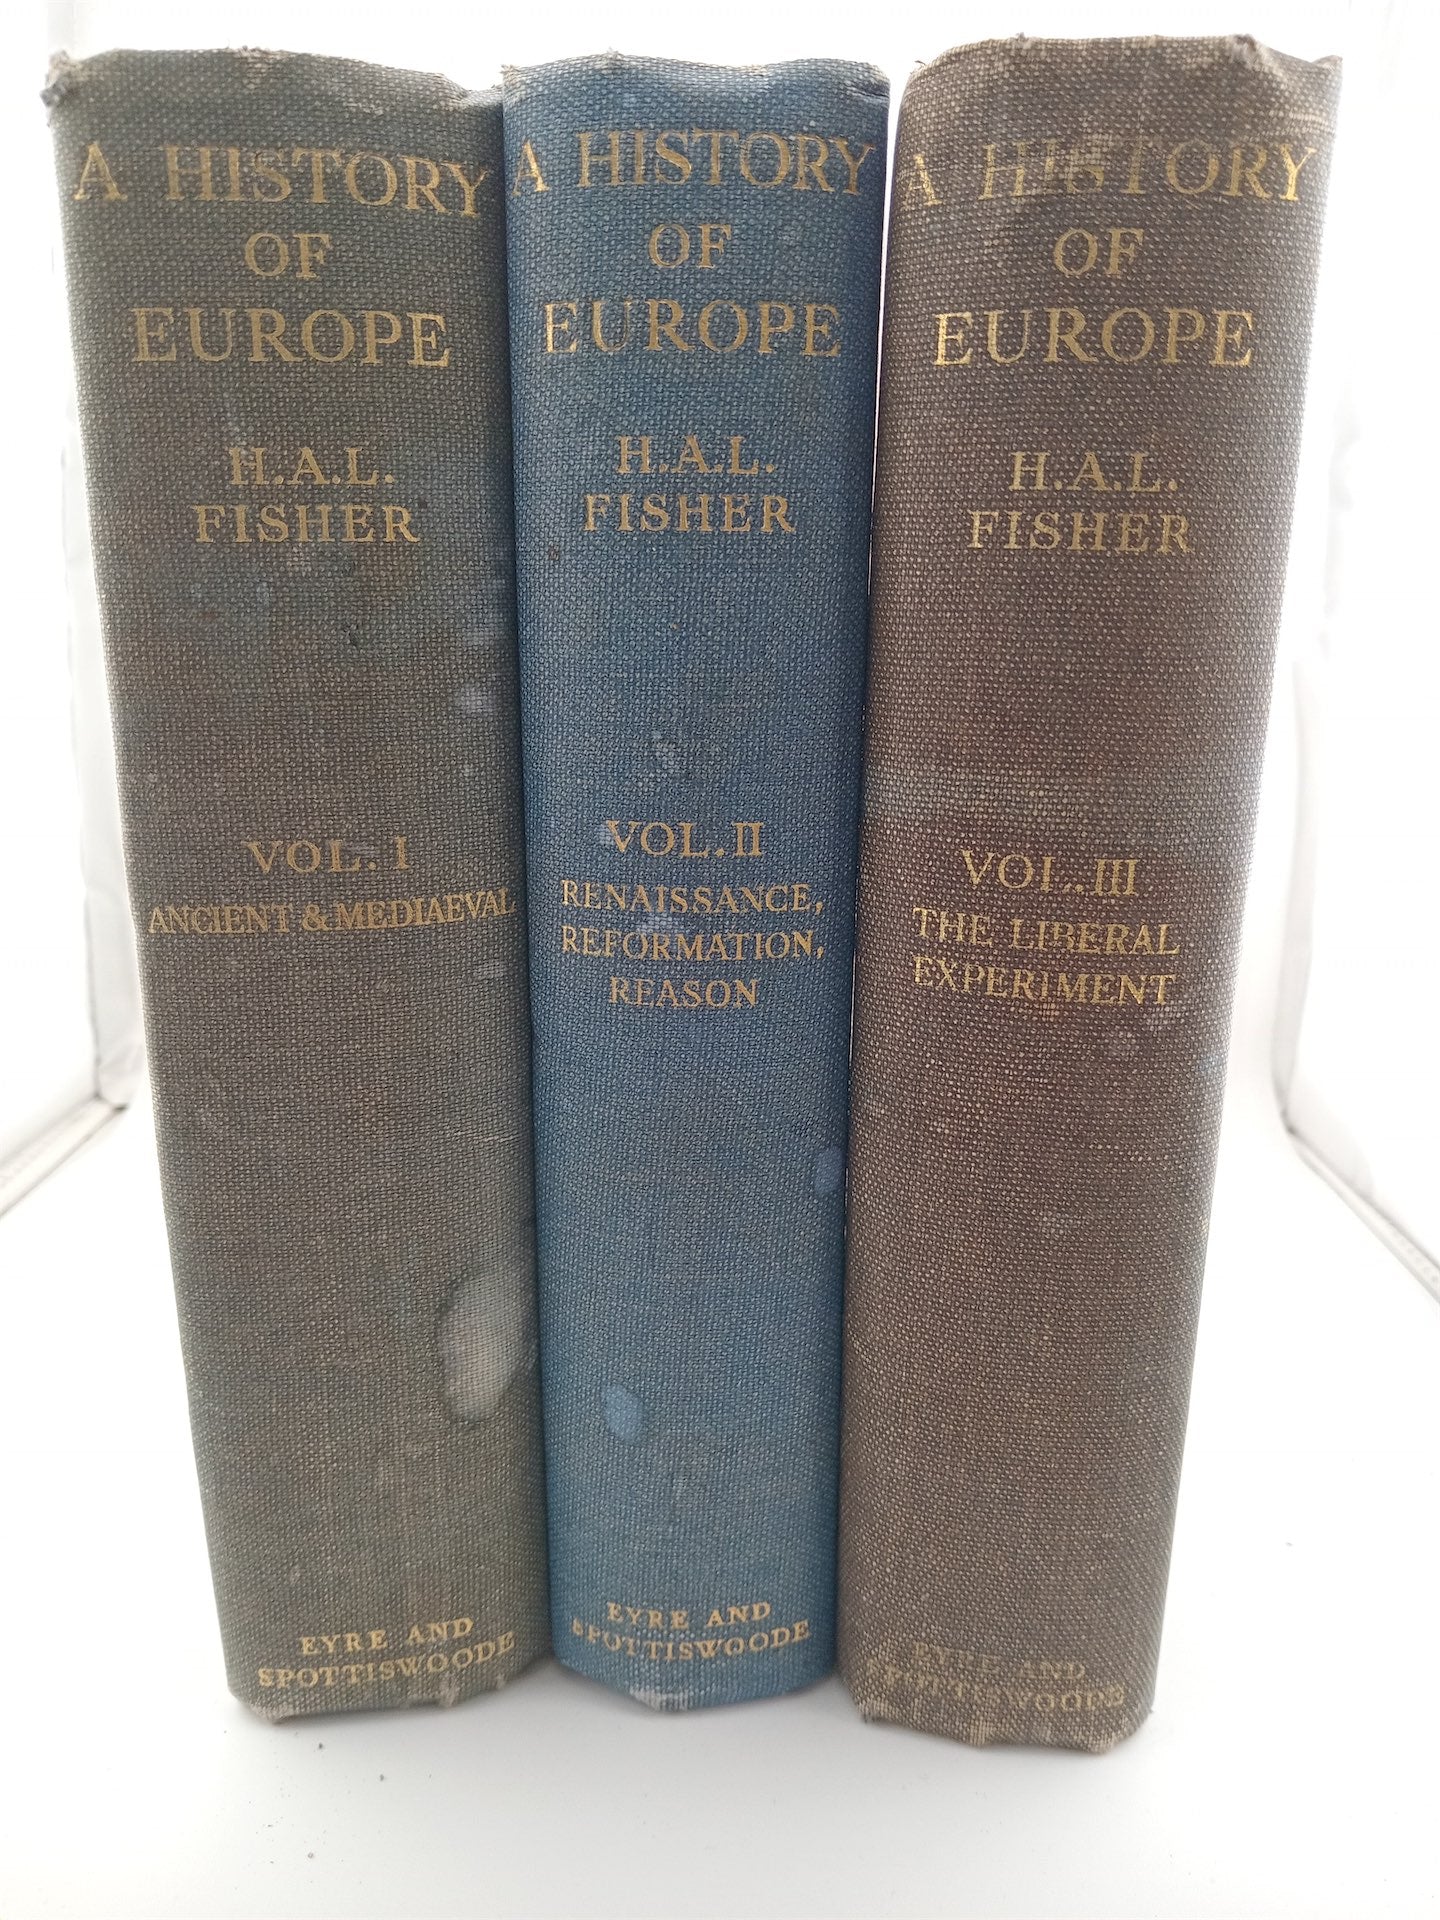 A HISTORY
OF
EUROPE
H.A.L.
FISHER
VOL. I
ANCIENT & MEDIAEVAL
EYRE AND
SPOTTISWOODE
A HISTORY
OF
EUROPE
H.A.L.
FISHER
VOL. II
RENAISSANCE,
REFORMATION,
REASON
EYRE AND
SPOTTISWOODE
A HISTORY
OF
EUROPE
H.A.L.
FISHER
VOL. III
THE LIBERAL
EXPERIMENT
EYRE AND
SPOTTISWOODE